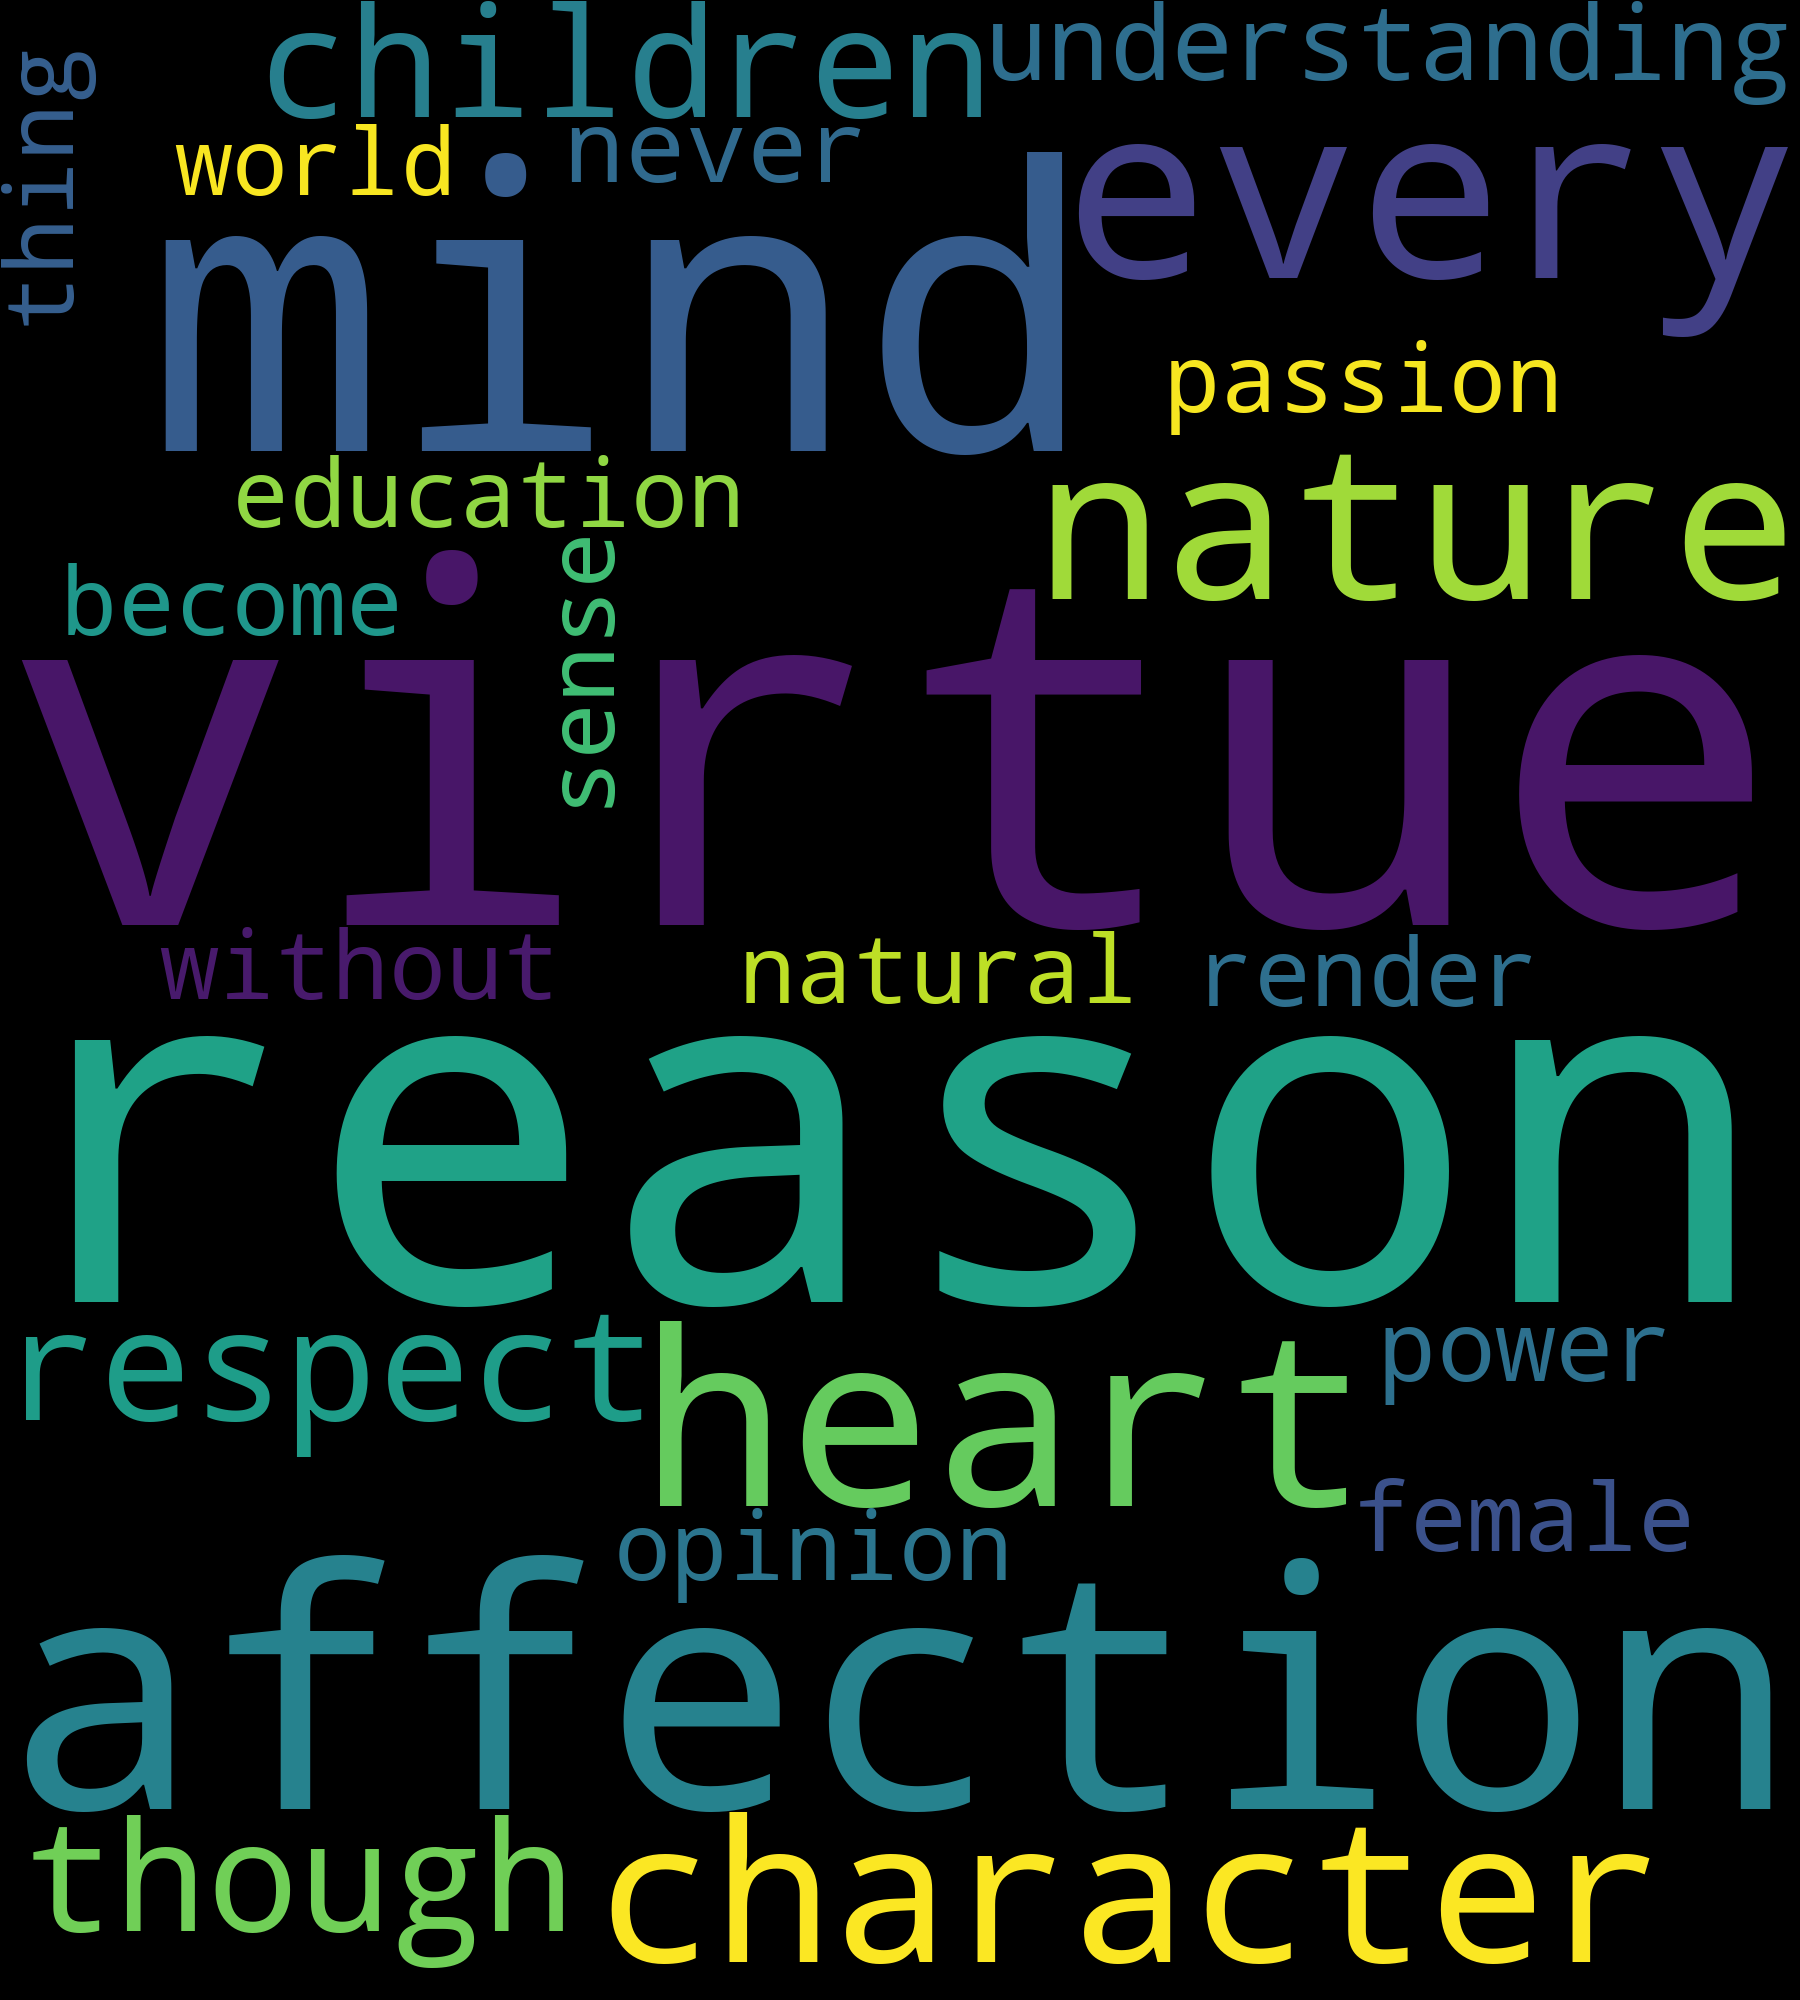 children
understanding
thing
world
never
every
mind
passion
education
nature
sense
become
virtue
without
natural
render
reason
respect
heart
power
female
opinion
affection
though
character